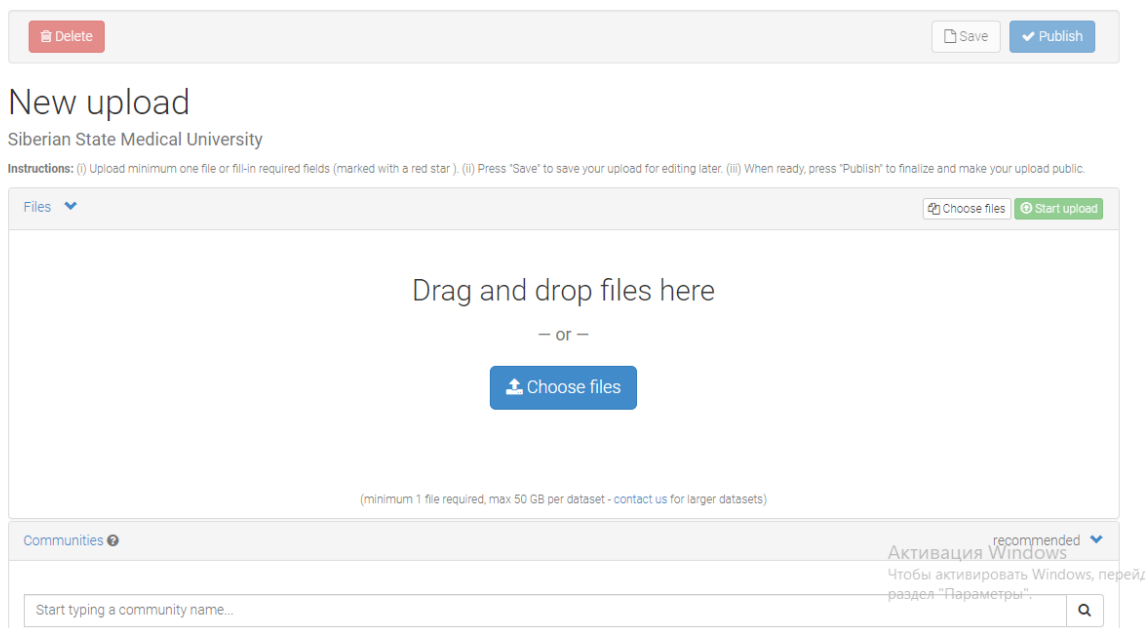 Delete
Save
Publish
New upload
Siberian State Medical University
Instructions: (i) Upload minimum one file or fill-in required fields (marked with a red star ). (ii) Press "Save" to save your upload for editing later. (iii) When ready, press "Publish" to finalize and make your upload public.
Files
Choose files
Start upload
Drag and drop files here
— or —
Choose files
(minimum 1 file required, max 50 GB per dataset - contact us for larger datasets)
Communities
recommended
Активация Windows
Чтобы активировать Windows, перейд
раздел "Параметры".
Start typing a community name...